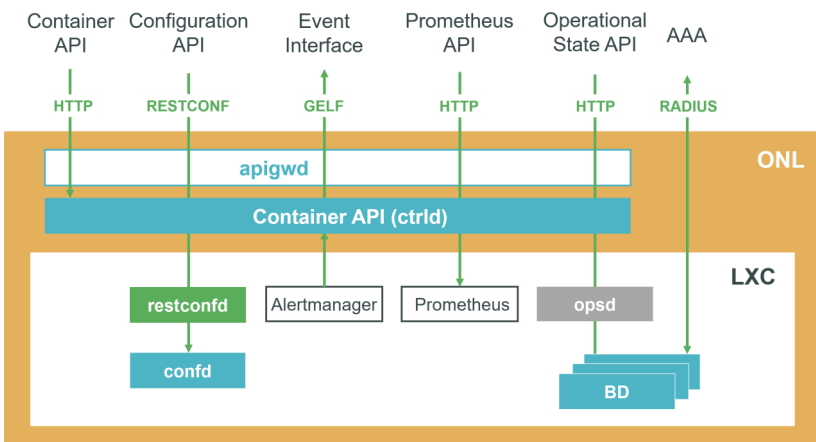 Container
API
Configuration
API
Event
Interface
Prometheus
API
Operational
State API
AAA
HTTP
RESTCONF
GELF
HTTP
HTTP
RADIUS
ONL
apigwd
Container API (ctrld)
LXC
restconfd
Alertmanager
Prometheus
opsd
confd
BD